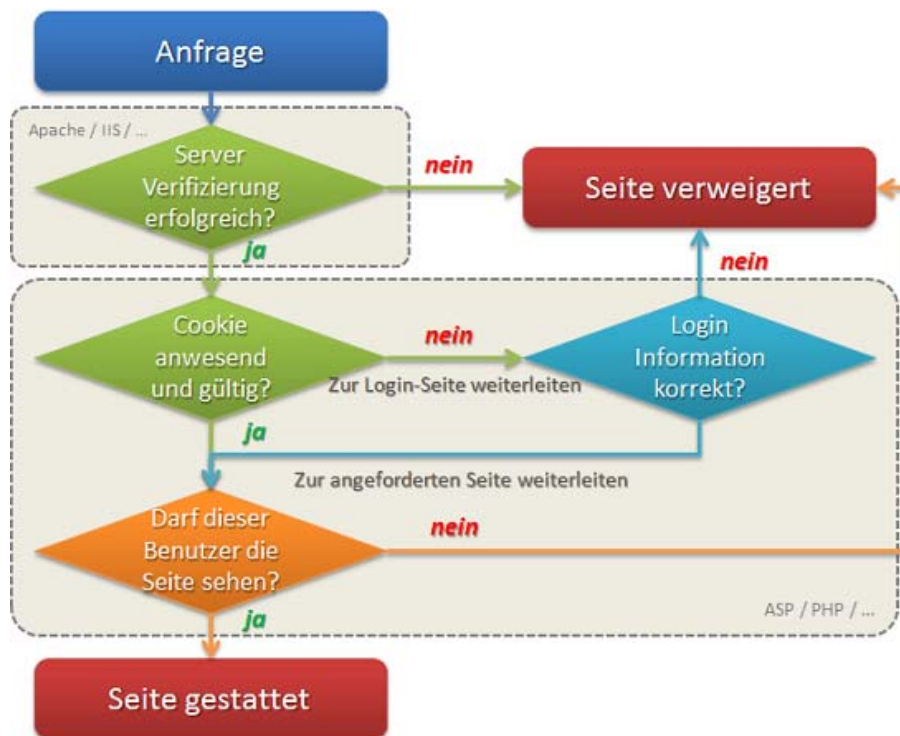 Anfrage
Apache / IIS / ...
Server
Verifizierung
erfolgreich?
nein
Seite verweigert
ja
nein
Cookie
anwesend
und gültig?
nein
Zur Login-Seite weiterleiten
Login
Information
korrekt?
ja
Zur angeforderten Seite weiterleiten
Darf dieser
Benutzer die
Seite sehen?
nein
ja
ASP / PHP / ...
Seite gestattet